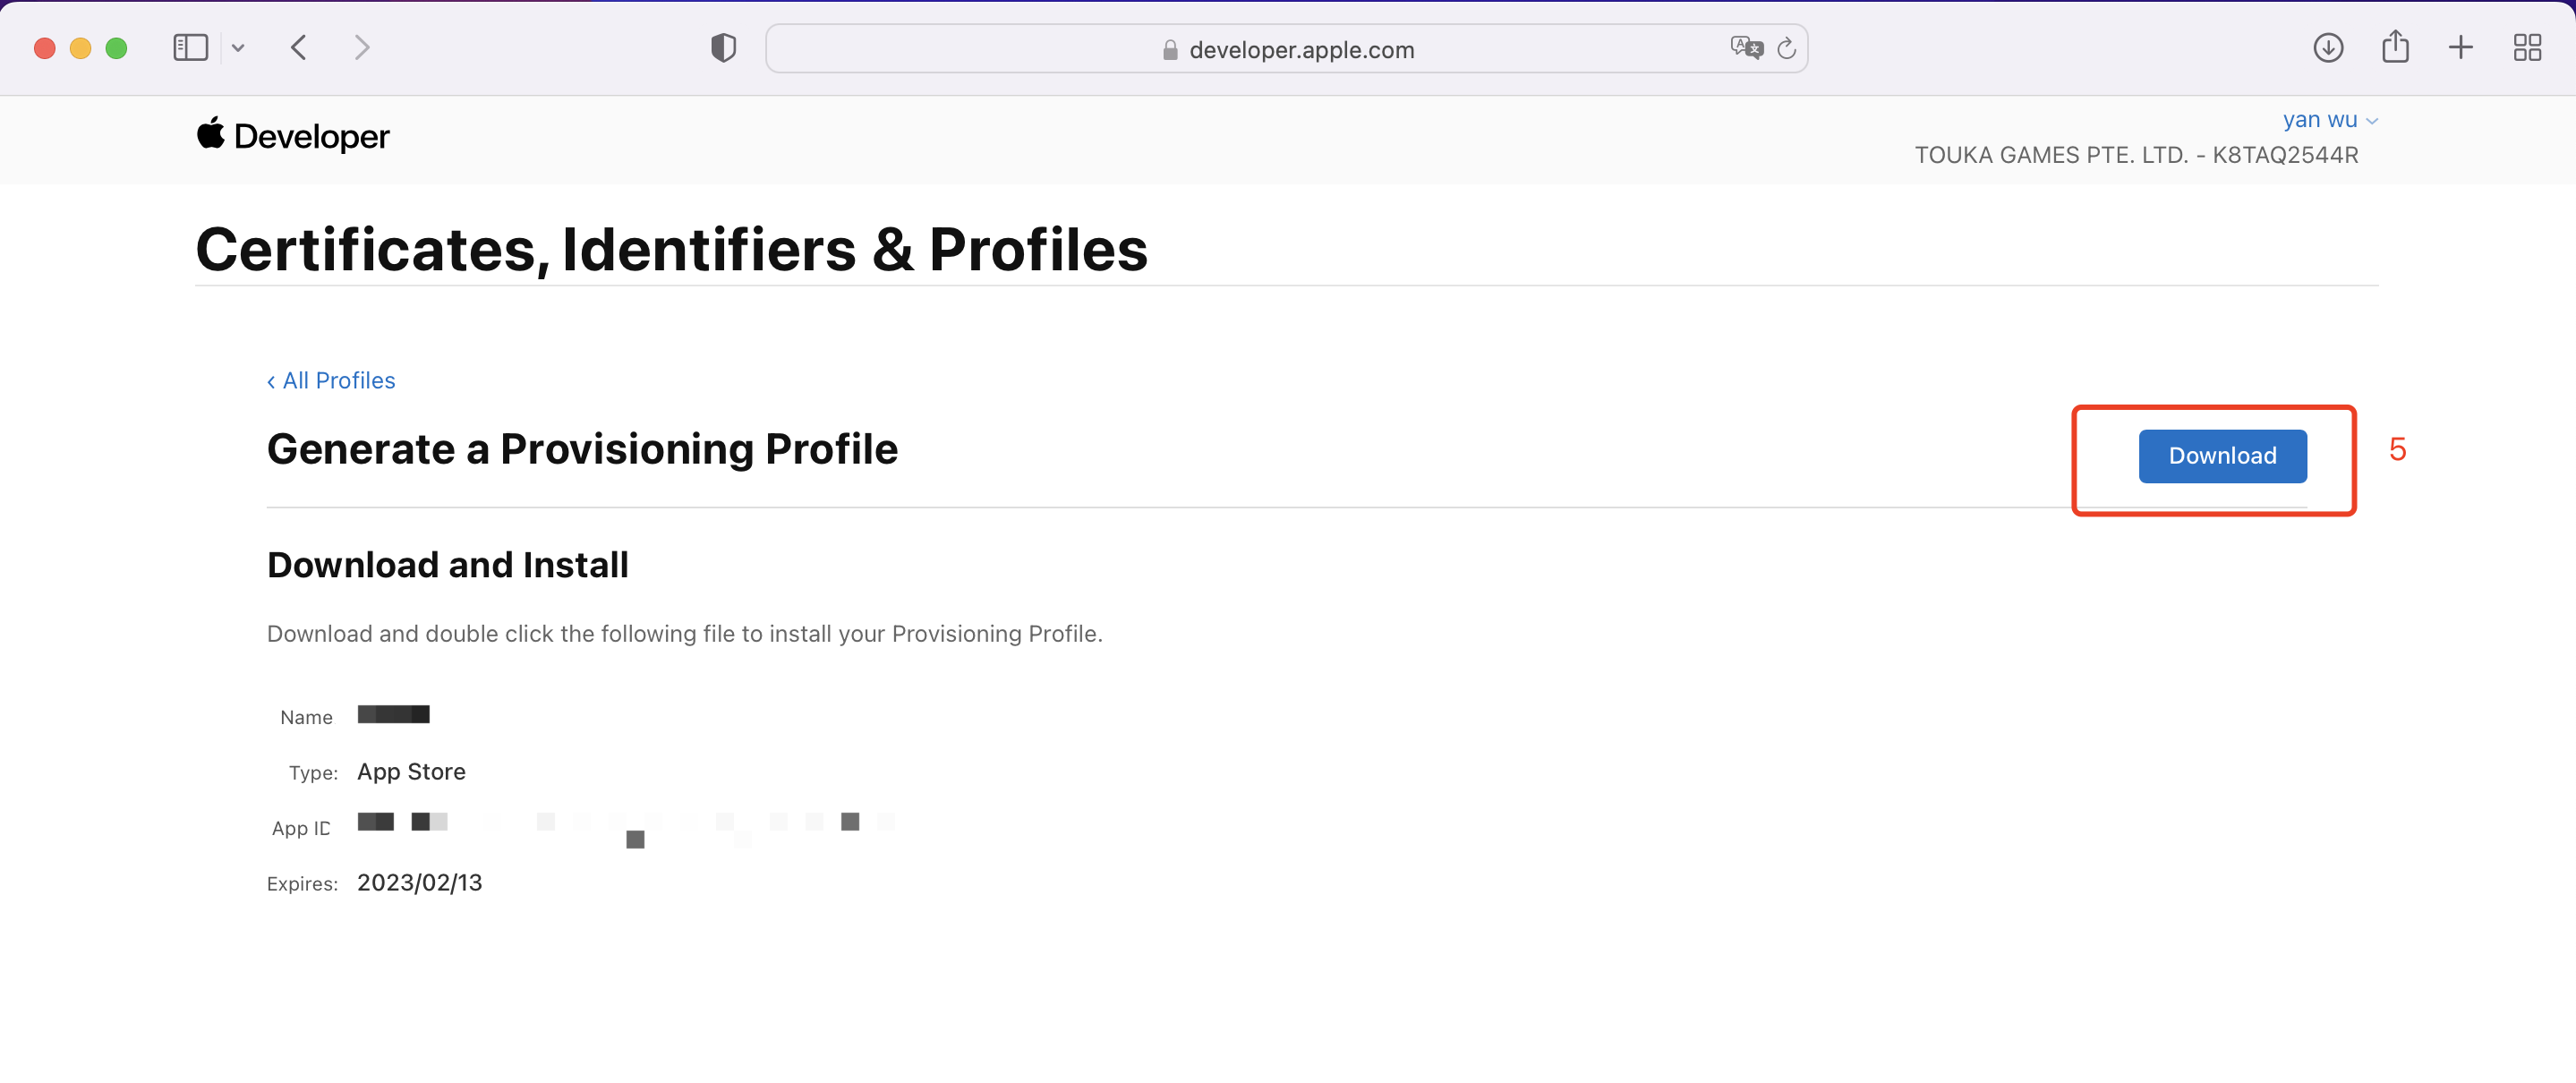 developer.apple.com
Developer
yan wu
TOUKA GAMES PTE. LTD. - K8TAQ2544R
Certificates, Identifiers & Profiles
‹ All Profiles
Generate a Provisioning Profile
Download
5
Download and Install
Download and double click the following file to install your Provisioning Profile.
Name
Type: App Store
App ID
Expires: 2023/02/13